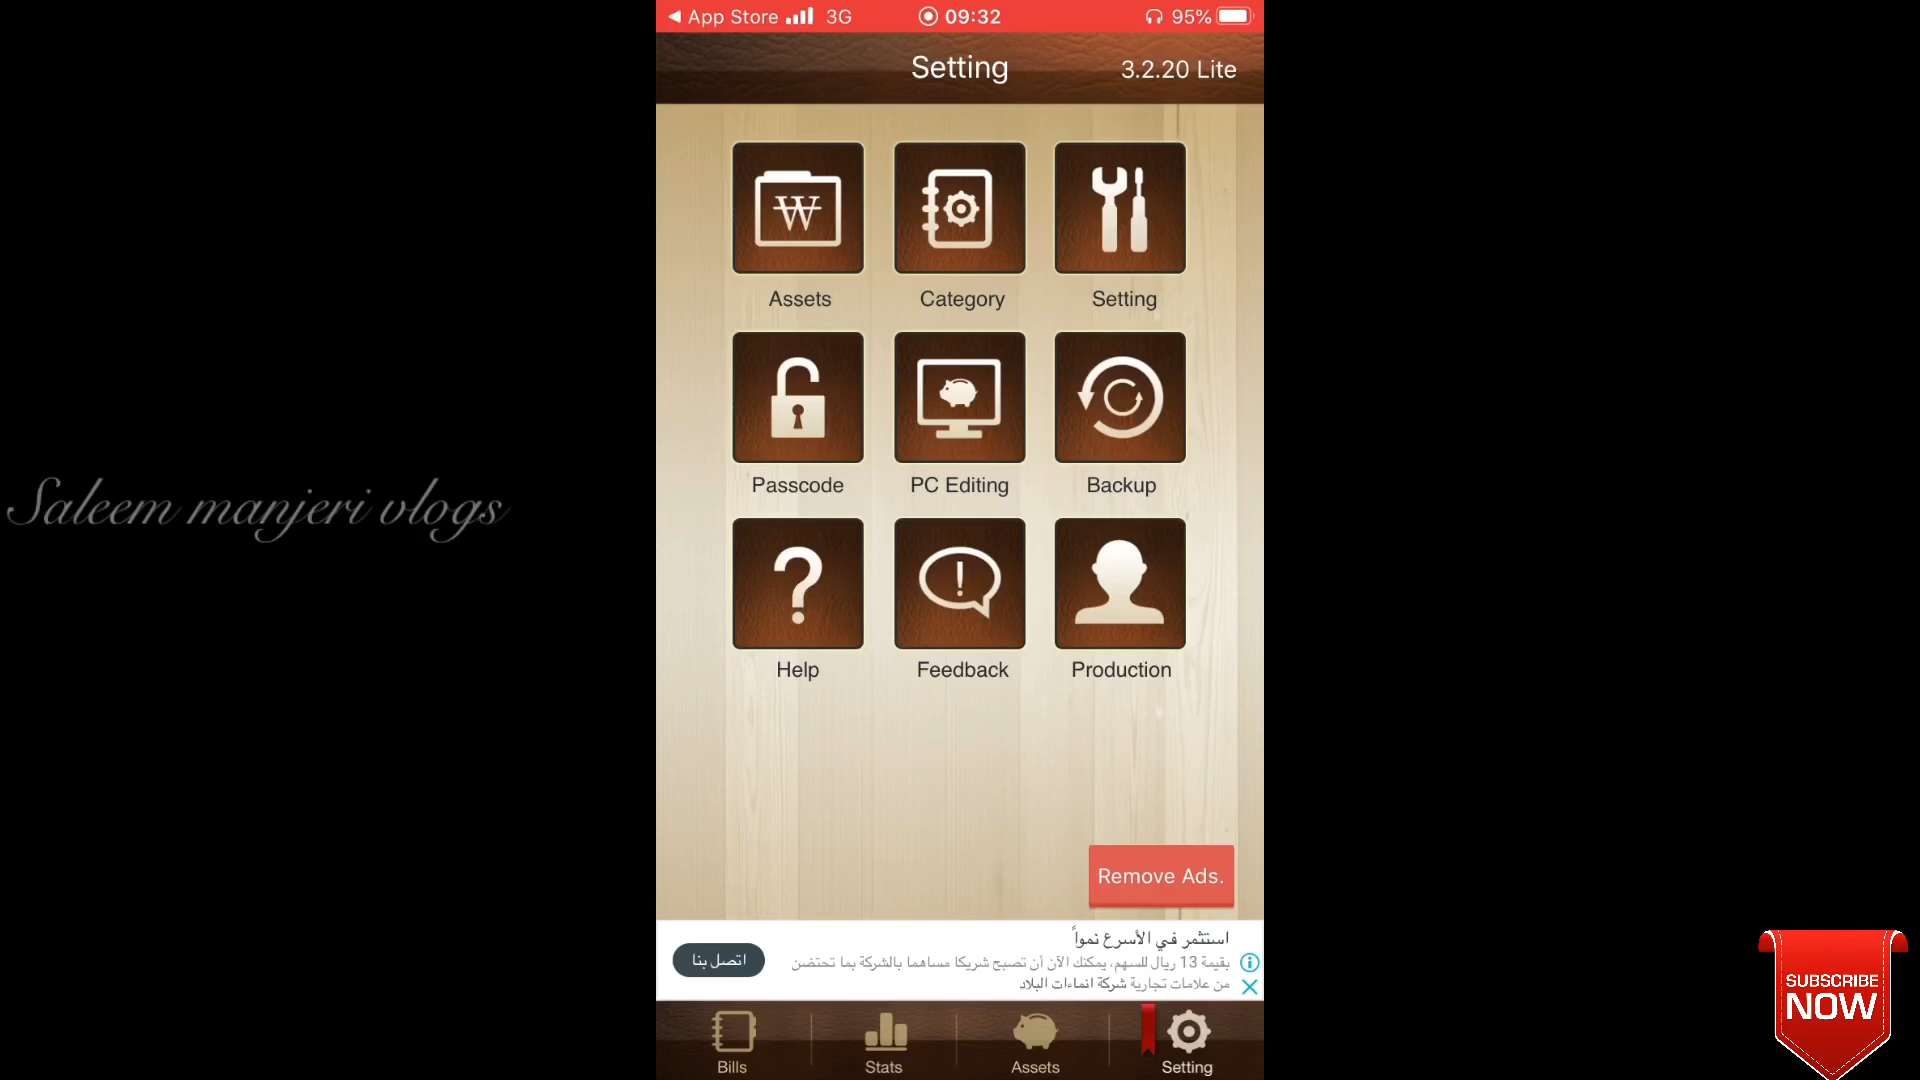 App Store 3G 09:32 95%
Setting 3.2.20 Lite
W
Assets Category Setting
Passcode PC Editing Backup
Help Feedback Production
Saleem manjeri vlogs
Remove Ads.
استثمر في الأسرع نمواً
بقيمة 13 ريال للسهم، يمكنك الآن أن تصبح شريكا مساهما بالشركة بما تحتضن
من علامات تجارية شركة انماءات البلاد
اتصل بنا
Bills Stats Assets Setting
SUBSCRIBE
NOW